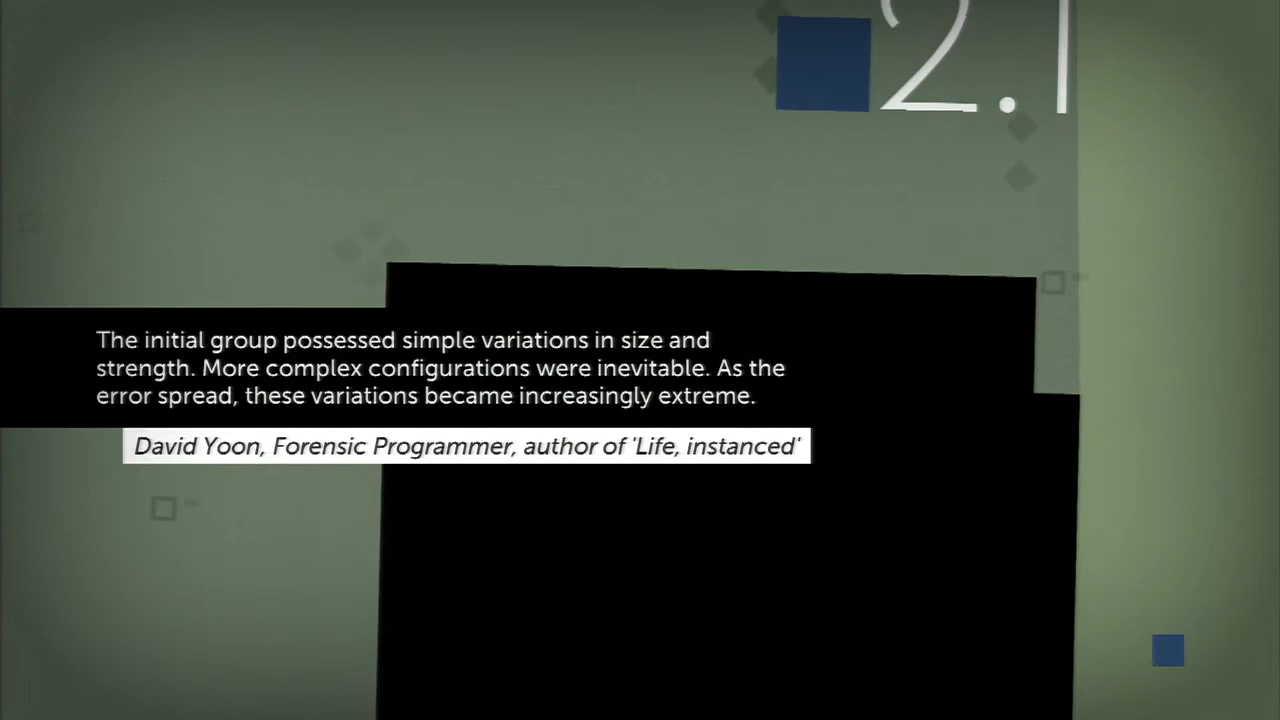 2.1
The initial group possessed simple variations in size and
strength. More complex configurations were inevitable. As the
error spread, these variations became increasingly extreme.
David Yoon, Forensic Programmer, author of 'Life, instanced'